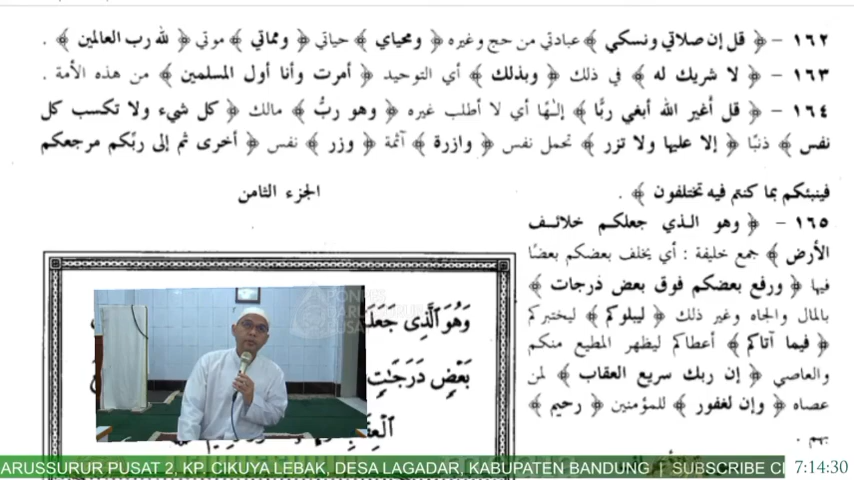 ١٦٢ – ﴿ قل إن صلاتي ونسكي ﴾ عبادتي من حج وغيره ﴿ ومحياي ﴾ حياتي ﴿ ومماتي ﴾ موتي ﴿ لله رب العالمين ﴾ .
١٦٣ – ﴿ لا شريك له ﴾ في ذلك ﴿ وبذلك ﴾ أي التوحيد ﴿ أمرت وأنا أول المسلمين ﴾ من هذه الأمة .
١٦٤ – ﴿ قل أغير الله أبغي ربًّا ﴾ إلـٰهًا أي لا أطلب غيره ﴿ وهو ربُّ ﴾ مالك ﴿ كل شيء ولا تكسب كل
نفس ﴾ ذنبًا ﴿ إلا عليها ولا تزر ﴾ تحمل نفس ﴿ وازرة ﴾ آثمة ﴿ وزر ﴾ نفس ﴿ أخرى ثم إلى ربِّكم مرجعكم
فينبئكم بما كنتم فيه تختلفون ﴾ .
الجزء الثامن
١٦٥ – ﴿ وهو الذي جعلكم خلائف
الأرض ﴾ جمع خليفة : أي يخلف بعضكم بعضًا
فيها ﴿ ورفع بعضكم فوق بعض درجات ﴾
بالمال والجاه وغير ذلك ﴿ ليبلوكم ﴾ ليختبركم
﴿ فيما آتاكم ﴾ أعطاكم ليظهر المطيع منكم
والعاصي ﴿ إن ربك سريع العقاب ﴾ لمن
عصاه ﴿ وإن لغفور ﴾ للمؤمنين ﴿ رحيم ﴾
بهم .
وَهُوَ ٱلَّذِى جَعَلَ
بَعْضٍ دَرَجَـٰتٍ
ARUSSURUR PUSAT 2, KP. CIKUYA LEBAK, DESA LAGADAR, KABUPATEN BANDUNG | SUBSCRIBE 7:14:30